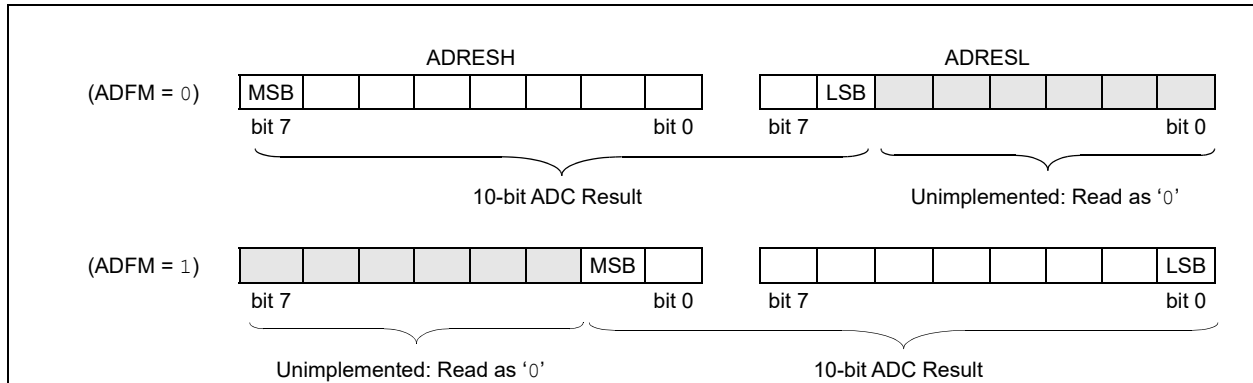 ADRESH ADRESL
(ADFM = 0) MSB LSB
bit 7 bit 0 bit 7 bit 0
10-bit ADC Result Unimplemented: Read as ‘0’
(ADFM = 1) MSB LSB
bit 7 bit 0 bit 7 bit 0
Unimplemented: Read as ‘0’ 10-bit ADC Result